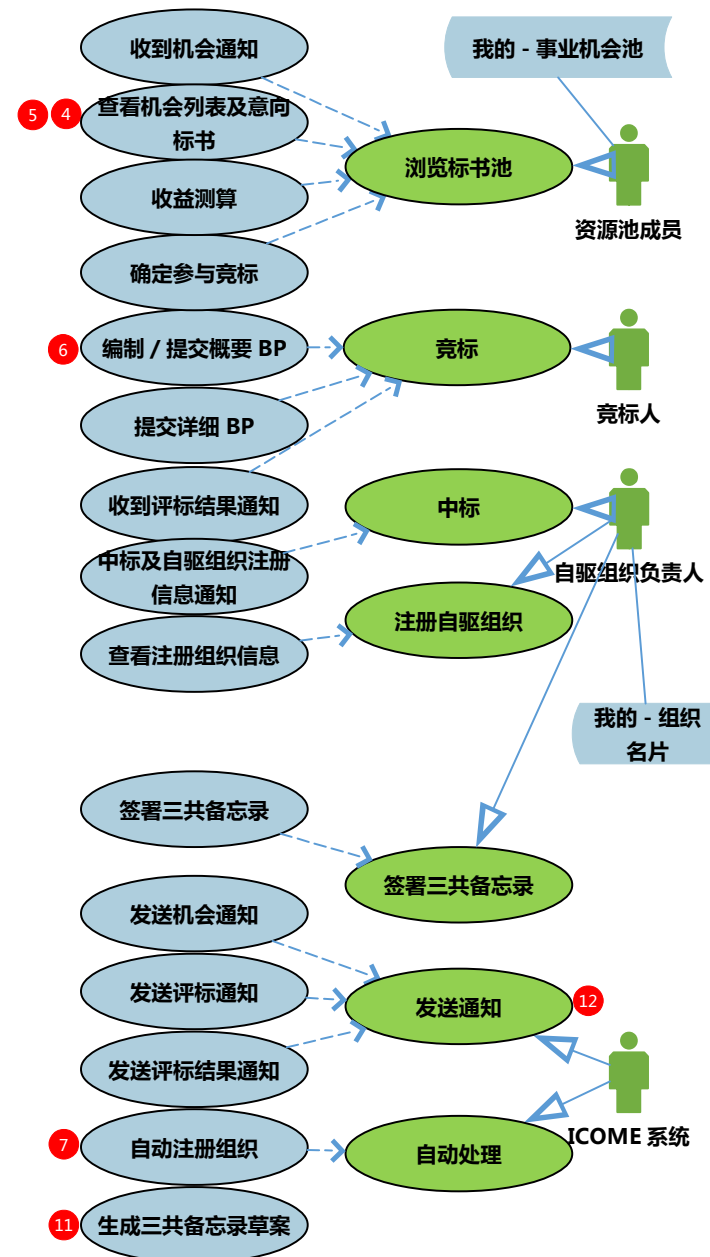 收到机会通知
我的 - 事业机会池
5
4
查看机会列表及意向
标书
浏览标书池
收益测算
资源池成员
确定参与竞标
6
编制 / 提交概要 BP
竞标
竞标人
提交详细 BP
收到评标结果通知
中标
中标及自驱组织注册
信息通知
自驱组织负责人
注册自驱组织
查看注册组织信息
我的 - 组织
名片
签署三共备忘录
签署三共备忘录
发送机会通知
发送评标通知
发送通知
12
发送评标结果通知
7
自动注册组织
自动处理
ICOME 系统
11
生成三共备忘录草案